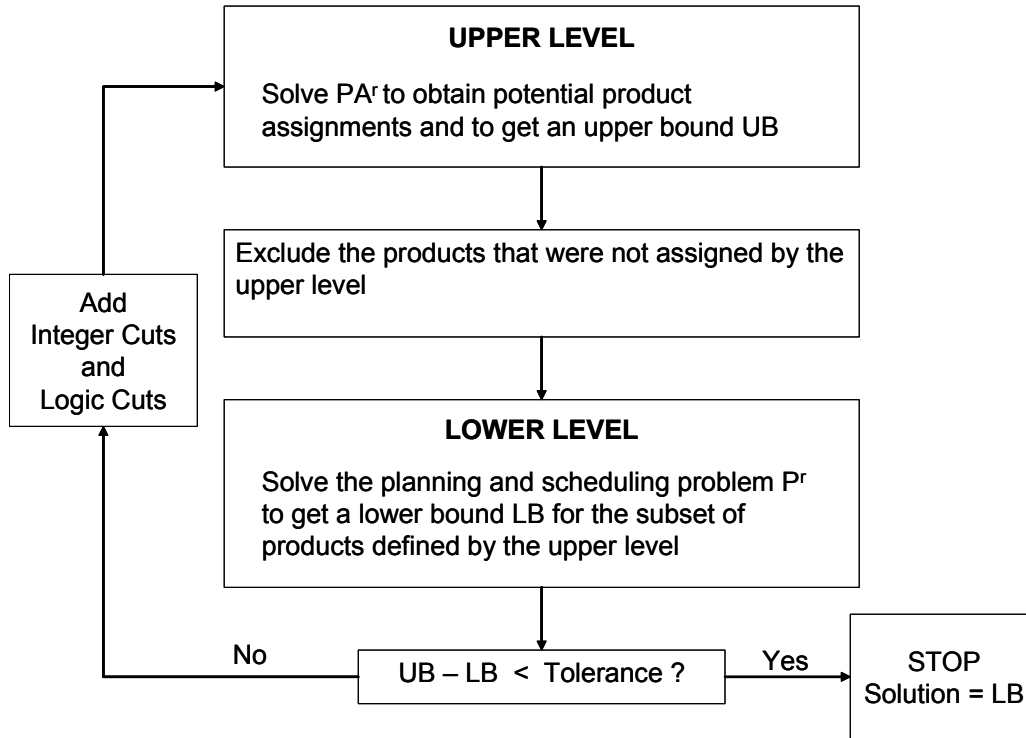 UPPER LEVEL
Solve PAʳ to obtain potential product
assignments and to get an upper bound UB
Exclude the products that were not assigned by the
upper level
Add
Integer Cuts
and
Logic Cuts
LOWER LEVEL
Solve the planning and scheduling problem Pʳ
to get a lower bound LB for the subset of
products defined by the upper level
No
UB – LB < Tolerance ?
Yes
STOP
Solution = LB